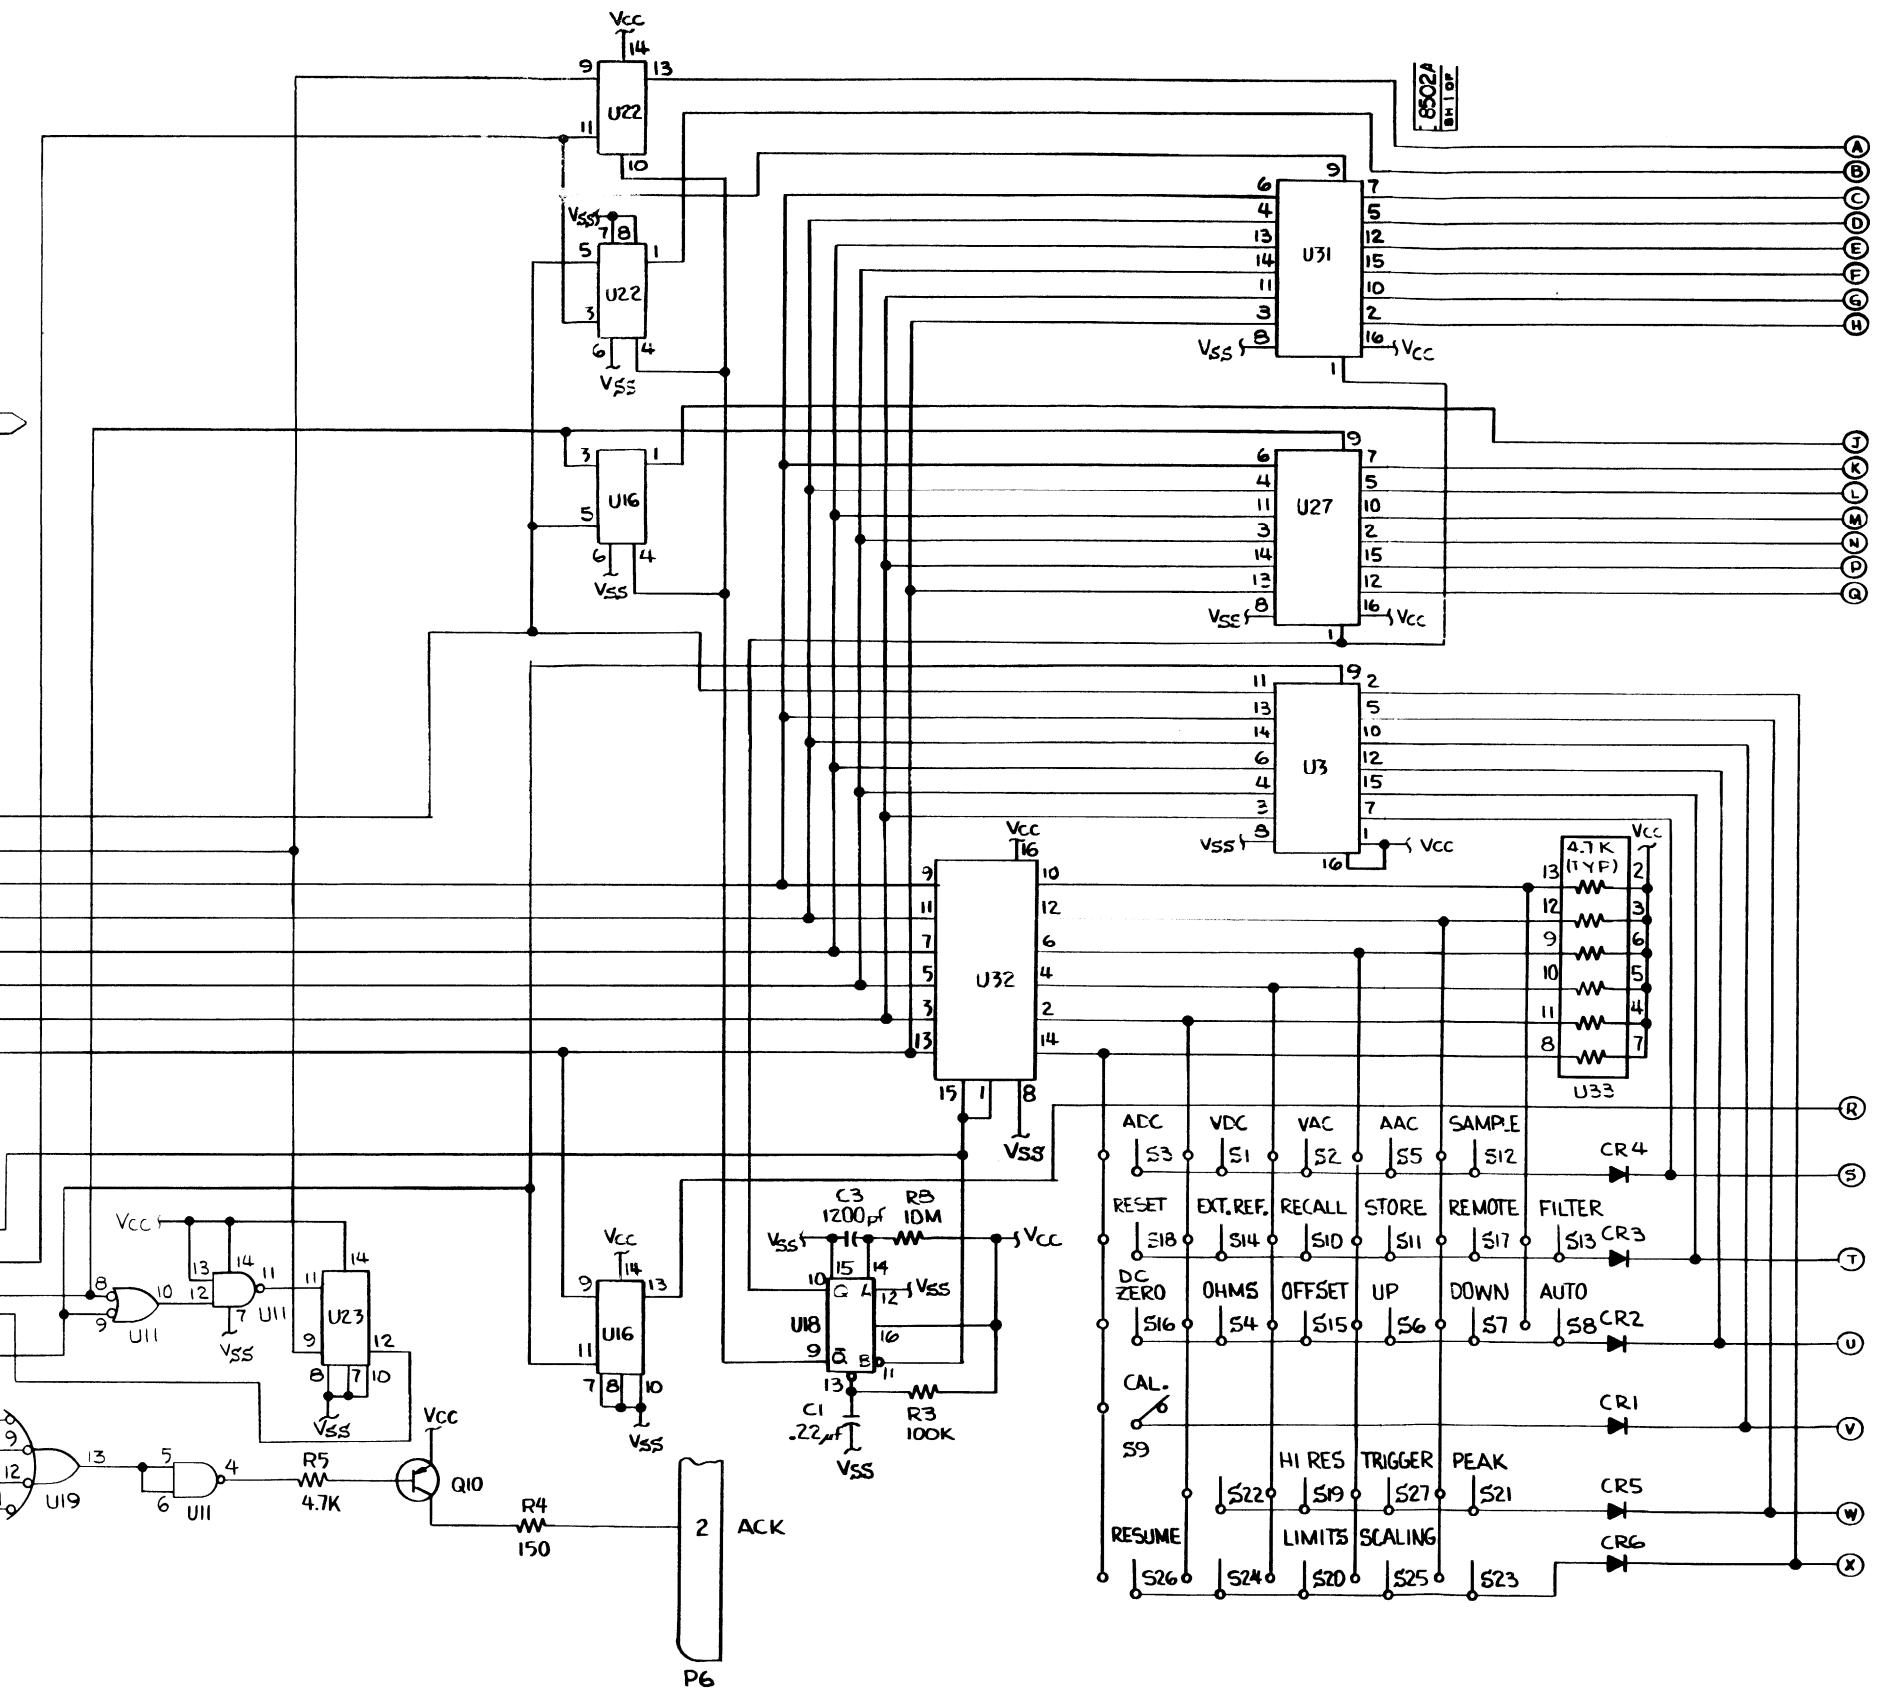 Vcc
14
9 13
U22
11
10
8502A
SH 1 OF
A
B
C
D
E
F
G
H
9
6 7
4 5
13 12
14 U31 15
11 10
3 2
VSS 8 16 VCC
1
VSS
7 8
5 1
U22
3
6 4
VSS
3 1
U16
5
6 4
VSS
9
6 7
4 5
11 U27 10
3 2
14 15
13 12
VSS 8 16 VCC
1
J
K
L
M
N
P
Q
9
11 2
13 5
14 10
6 U3 12
4 15
3 7
VSS 8 1 VCC
16
VCC
16
9 10
11 12
7 6
5 U32 4
3 2
13 14
15 1 8
VSS
4.7K
(TYP)
VCC
13 2
12 3
9 6
10 5
11 4
8 7
U33
R
ADC VDC VAC AAC SAMPLE
S3 S1 S2 S5 S12 CR4 S
RESET EXT.REF. RECALL STORE REMOTE FILTER
S18 S14 S10 S11 S17 S13 CR3 T
DC
ZERO OHMS OFFSET UP DOWN AUTO
S16 S4 S15 S6 S7 S8 CR2 U
CAL.
S9 CR1 V
HI RES TRIGGER PEAK
S22 S19 S27 S21 CR5 W
RESUME LIMITS SCALING
S26 S24 S20 S25 S23 CR6 X
VCC
13 14
8 10 12 11
9 U11 7 U11
VSS
14
11
U23
9 12
8 7 10
VSS
VCC
14
9 13
U16
11
7 8 10
VSS
C3 R8
1200pf 10M
VSS VCC
15 14
10 Q A 12 VSS
U18 16
9 Q̄ B 11
13
C1 R3
.22µf 100K
VSS
9
12
13
U19
5
6
4
U11
R5
4.7K
VCC
Q10
R4
150
2 ACK
P6